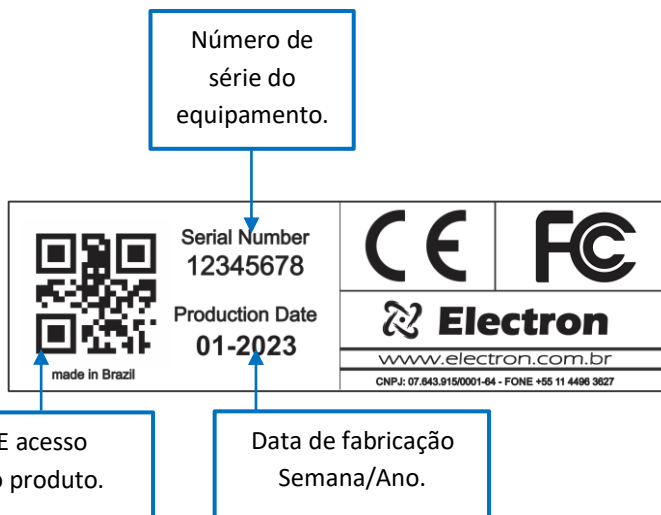 Número de
série do
equipamento.
Serial Number
12345678
Production Date
01-2023
made in Brazil
CE
FC
Electron
www.electron.com.br
CNPJ: 07.643.915/0001-64 - FONE +55 11 4496 3627
E acesso
produto.
Data de fabricação
Semana/Ano.